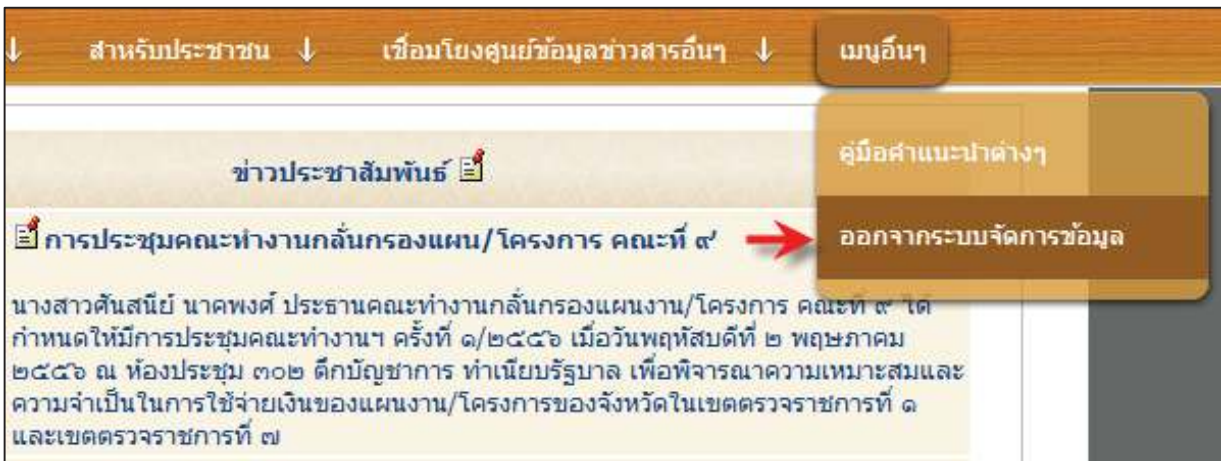 สำหรับประชาชน เชื่อมโยงศูนย์ข้อมูลข่าวสารอื่นๆ เมนูอื่นๆ
คู่มือคำแนะนำต่างๆ
ออกจากระบบจัดการข้อมูล
ข่าวประชาสัมพันธ์
การประชุมคณะทำงานกลั่นกรองแผน/โครงการ คณะที่ ๙
นางสาวศันสนีย์ นาคพงศ์ ประธานคณะทำงานกลั่นกรองแผนงาน/โครงการ คณะที่ ๙ ได้
กำหนดให้มีการประชุมคณะทำงานฯ ครั้งที่ ๑/๒๕๕๖ เมื่อวันพฤหัสบดีที่ ๒ พฤษภาคม
๒๕๕๖ ณ ห้องประชุม ๓๐๒ ตึกบัญชาการ ทำเนียบรัฐบาล เพื่อพิจารณาความเหมาะสมและ
ความจำเป็นในการใช้จ่ายเงินของแผนงาน/โครงการของจังหวัดในเขตตรวจราชการที่ ๑
และเขตตรวจราชการที่ ๗